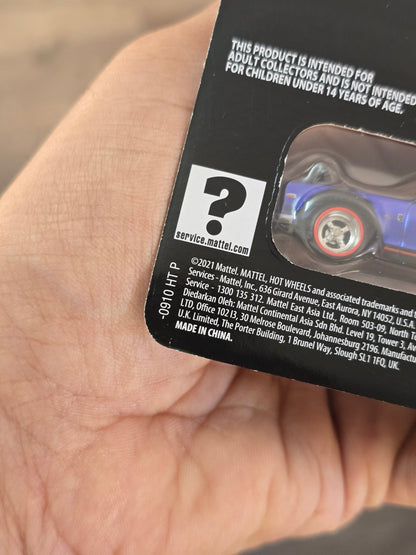 THIS PRODUCT IS INTENDED FOR
ADULT COLLECTORS AND IS NOT INTENDED
FOR CHILDREN UNDER 14 YEARS OF AGE.
?
service.mattel.com
-0910 HT P
©2021 Mattel. MATTEL, HOT WHEELS and associated trademarks and
Services - Mattel, Inc., 636 Girard Avenue, East Aurora, NY 14052, U.S.A.
Service - 1300 135 312. Mattel East Asia Ltd., Room 503-09, North
Diedarkan Oleh: Mattel Continental Asia Sdn Bhd. Level 19, Tower 3,
LTD, Office 102 I3, 30 Melrose Boulevard, Johannesburg 2196.
U.K. Limited, The Porter Building, 1 Brunel Way, Slough SL1 1FQ, UK.
MADE IN CHINA.